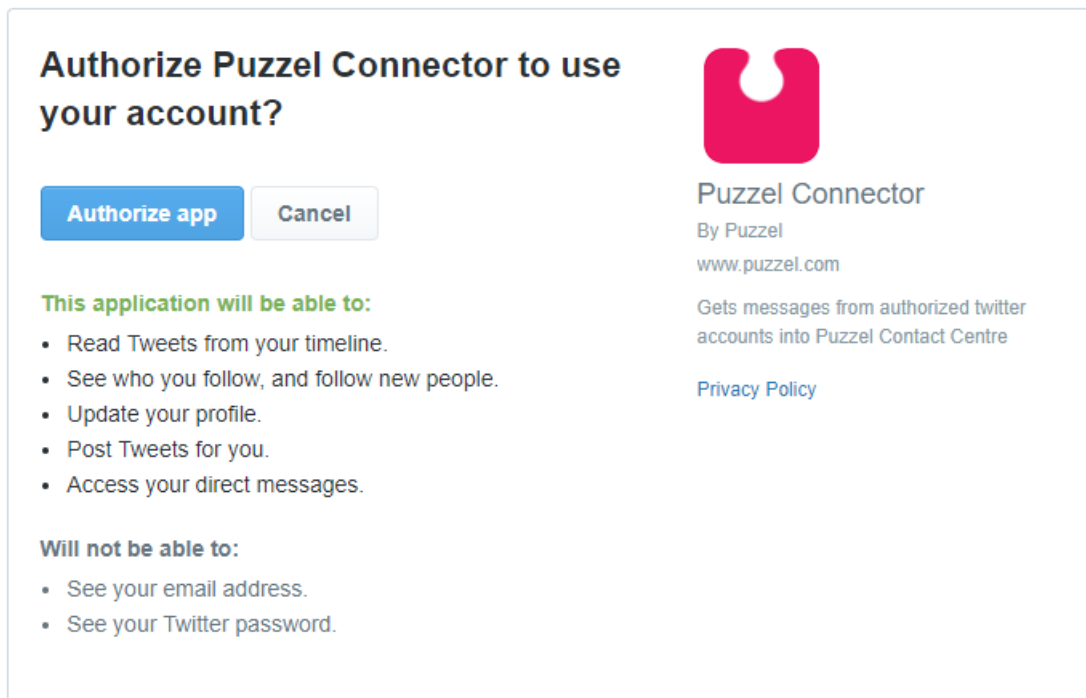 Authorize Puzzel Connector to use
your account?
Authorize app
Cancel
This application will be able to:
• Read Tweets from your timeline.
• See who you follow, and follow new people.
• Update your profile.
• Post Tweets for you.
• Access your direct messages.
Will not be able to:
• See your email address.
• See your Twitter password.
Puzzel Connector
By Puzzel
www.puzzel.com
Gets messages from authorized twitter
accounts into Puzzel Contact Centre
Privacy Policy